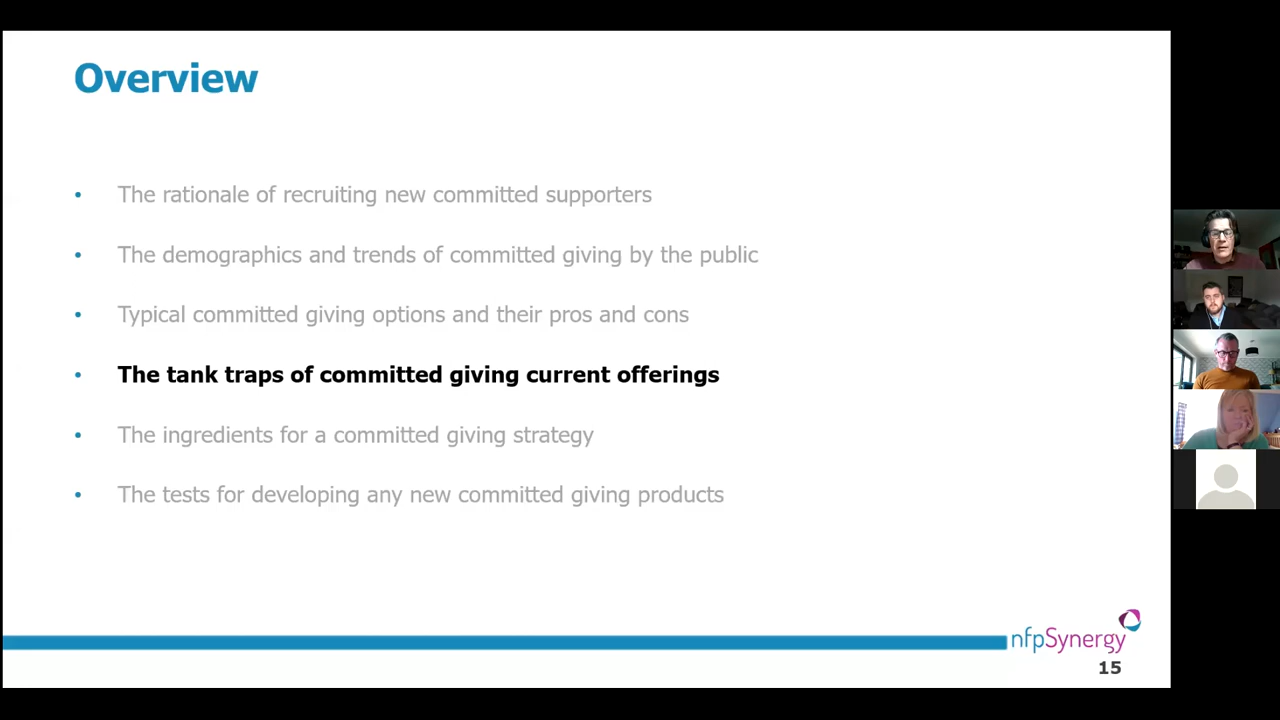 Overview
• The rationale of recruiting new committed supporters
• The demographics and trends of committed giving by the public
• Typical committed giving options and their pros and cons
• The tank traps of committed giving current offerings
• The ingredients for a committed giving strategy
• The tests for developing any new committed giving products
nfpSynergy
15